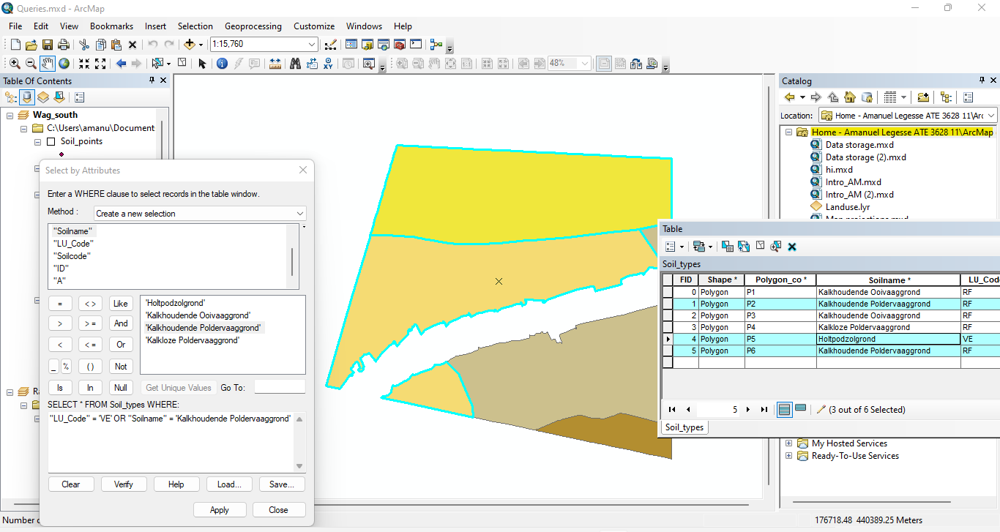 Queries.mxd - ArcMap
File Edit View Bookmarks Insert Selection Geoprocessing Customize Windows Help
1:15,760
48%
Table Of Contents
Wag_south
C:\Users\amanu\Document
Soil_points
Select by Attributes
Enter a WHERE clause to select records in the table window.
Method : Create a new selection
"Soilname"
"LU_Code"
"Soilcode"
"ID"
"A"
= < > Like
> > = And
< < = Or
_ % ( ) Not
Is In Null
'Holtpodzolgrond'
'Kalkhoudende Ooivaaggrond'
'Kalkhoudende Poldervaaggrond'
'Kalkloze Poldervaaggrond'
Get Unique Values Go To:
SELECT * FROM Soil_types WHERE:
"LU_Code" = 'VE' OR "Soilname" = 'Kalkhoudende Poldervaaggrond'
Clear Verify Help Load... Save...
Apply Close
Catalog
Location: Home - Amanuel Legesse ATE 3628 11\Arc
Home - Amanuel Legesse ATE 3628 11\ArcMap
Data storage.mxd
Data storage (2).mxd
hi.mxd
Intro_AM.mxd
Intro_AM (2).mxd
Landuse.lyr
Table
Soil_types
FID Shape * Polygon_co * Soilname * LU_Cod
0 Polygon P1 Kalkhoudende Ooivaaggrond RF
1 Polygon P2 Kalkhoudende Poldervaaggrond RF
2 Polygon P3 Kalkhoudende Ooivaaggrond RF
3 Polygon P4 Kalkloze Poldervaaggrond RF
4 Polygon P5 Holtpodzolgrond VE
5 Polygon P6 Kalkhoudende Poldervaaggrond RF
5 (3 out of 6 Selected)
Soil_types
My Hosted Services
Ready-To-Use Services
Number
176718.48 440389.25 Meters